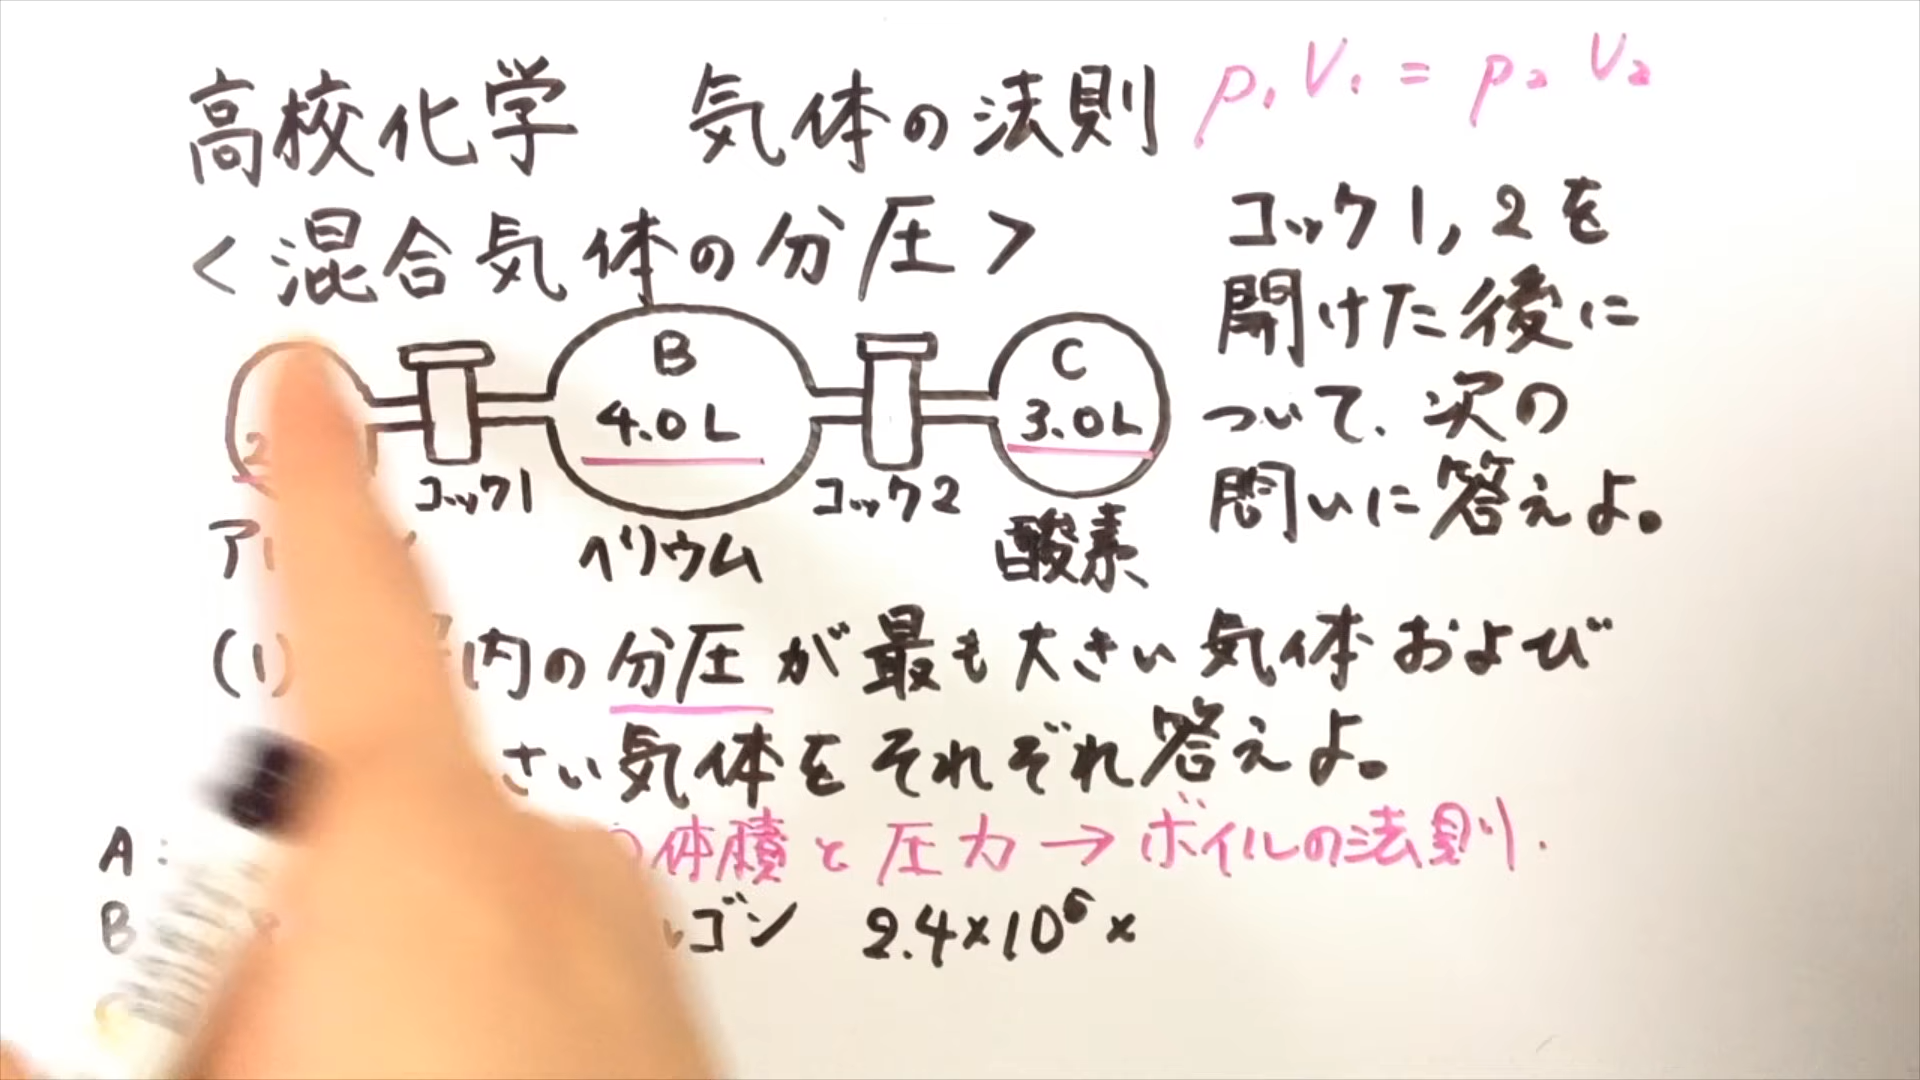 高校化学 気体の法則 p₁V₁=p₂V₂
<混合気体の分圧>
B
4.0L
C
3.0L
2
コック1
コック2
ヘリウム
酸素
コック1,2を
開けた後に
ついて、次の
問いに答えよ。
(1) 内の分圧が最も大きい気体および
さい気体をそれぞれ答えよ。
A: の体積と圧力→ボイルの法則.
B ルゴン 2.4×10⁵×